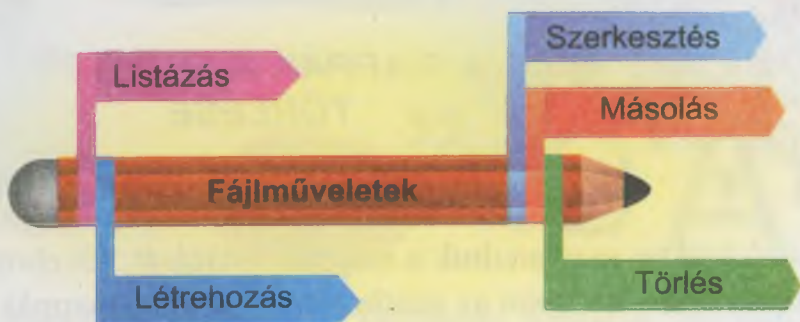 Listázás
Szerkesztés
Másolás
Fájlműveletek
Létrehozás
Törlés